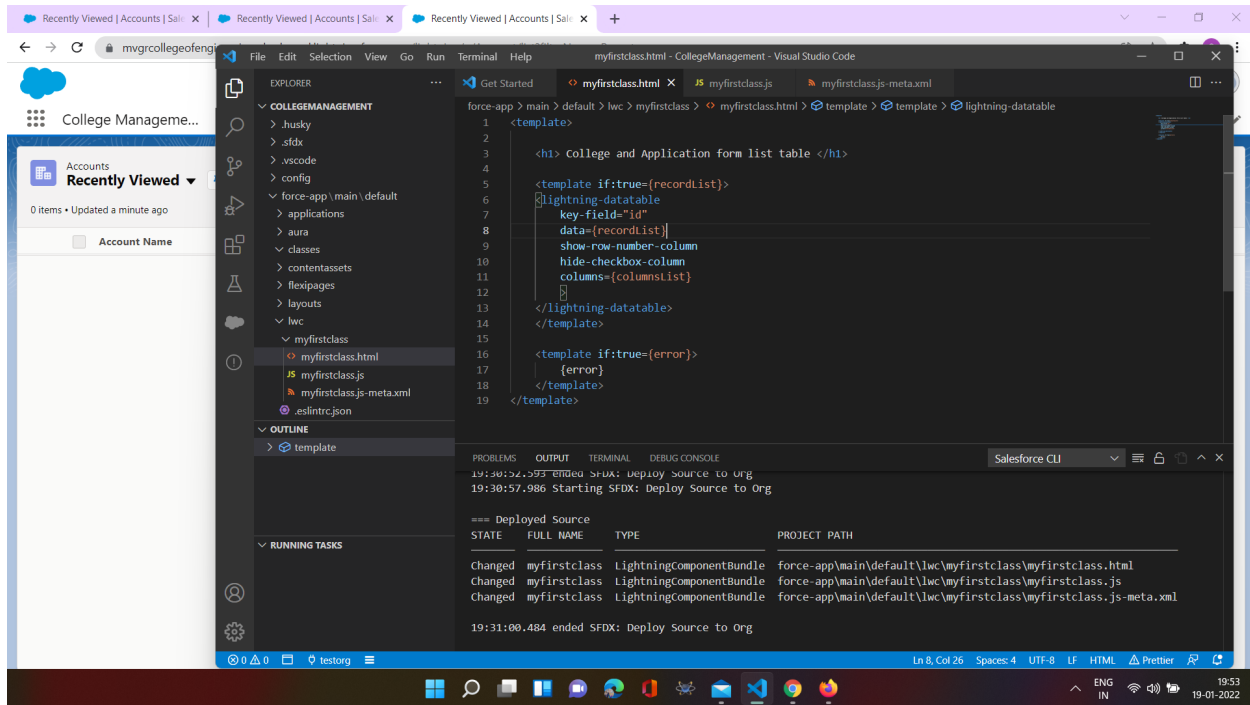 Recently Viewed | Accounts | Sale
Recently Viewed | Accounts | Sale
Recently Viewed | Accounts | Sale
mvgrcollegeofengi
File Edit Selection View Go Run Terminal Help
myfirstclass.html - CollegeManagement - Visual Studio Code
College Manageme...
Accounts
Recently Viewed
0 items • Updated a minute ago
Account Name
EXPLORER
COLLEGEMANAGEMENT
.husky
.sfdx
.vscode
config
force-app\main\default
applications
aura
classes
contentassets
flexipages
layouts
lwc
myfirstclass
myfirstclass.html
JS myfirstclass.js
myfirstclass.js-meta.xml
.eslintrc.json
OUTLINE
template
RUNNING TASKS
Get Started
myfirstclass.html
JS myfirstclass.js
myfirstclass.js-meta.xml
force-app > main > default > lwc > myfirstclass > myfirstclass.html > template > template > lightning-datatable
1 <template>
2
3 <h1> College and Application form list table </h1>
4
5 <template if:true={recordList}>
6 <lightning-datatable
7 key-field="id"
8 data={recordList}
9 show-row-number-column
10 hide-checkbox-column
11 columns={columnsList}
12 >
13 </lightning-datatable>
14 </template>
15
16 <template if:true={error}>
17 {error}
18 </template>
19 </template>
PROBLEMS OUTPUT TERMINAL DEBUG CONSOLE
Salesforce CLI
19:30:52.593 ended SFDX: Deploy Source to Org
19:30:57.986 Starting SFDX: Deploy Source to Org
=== Deployed Source
STATE FULL NAME TYPE PROJECT PATH
Changed myfirstclass LightningComponentBundle force-app\main\default\lwc\myfirstclass\myfirstclass.html
Changed myfirstclass LightningComponentBundle force-app\main\default\lwc\myfirstclass\myfirstclass.js
Changed myfirstclass LightningComponentBundle force-app\main\default\lwc\myfirstclass\myfirstclass.js-meta.xml
19:31:00.484 ended SFDX: Deploy Source to Org
0 0 testorg
Ln 8, Col 26 Spaces: 4 UTF-8 LF HTML Prettier
ENG
IN
19:53
19-01-2022